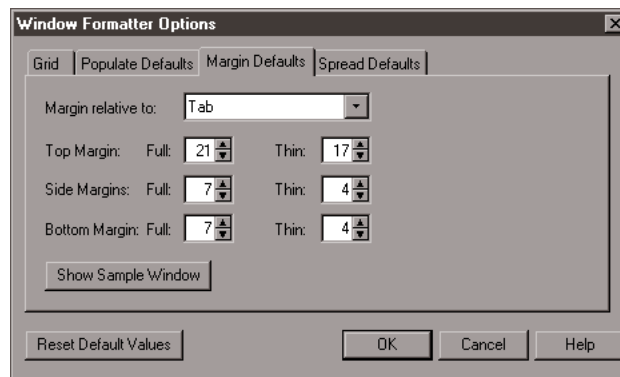 Window Formatter Options
Grid Populate Defaults Margin Defaults Spread Defaults
Margin relative to: Tab
Top Margin: Full: 21 Thin: 17
Side Margins: Full: 7 Thin: 4
Bottom Margin: Full: 7 Thin: 4
Show Sample Window
Reset Default Values OK Cancel Help